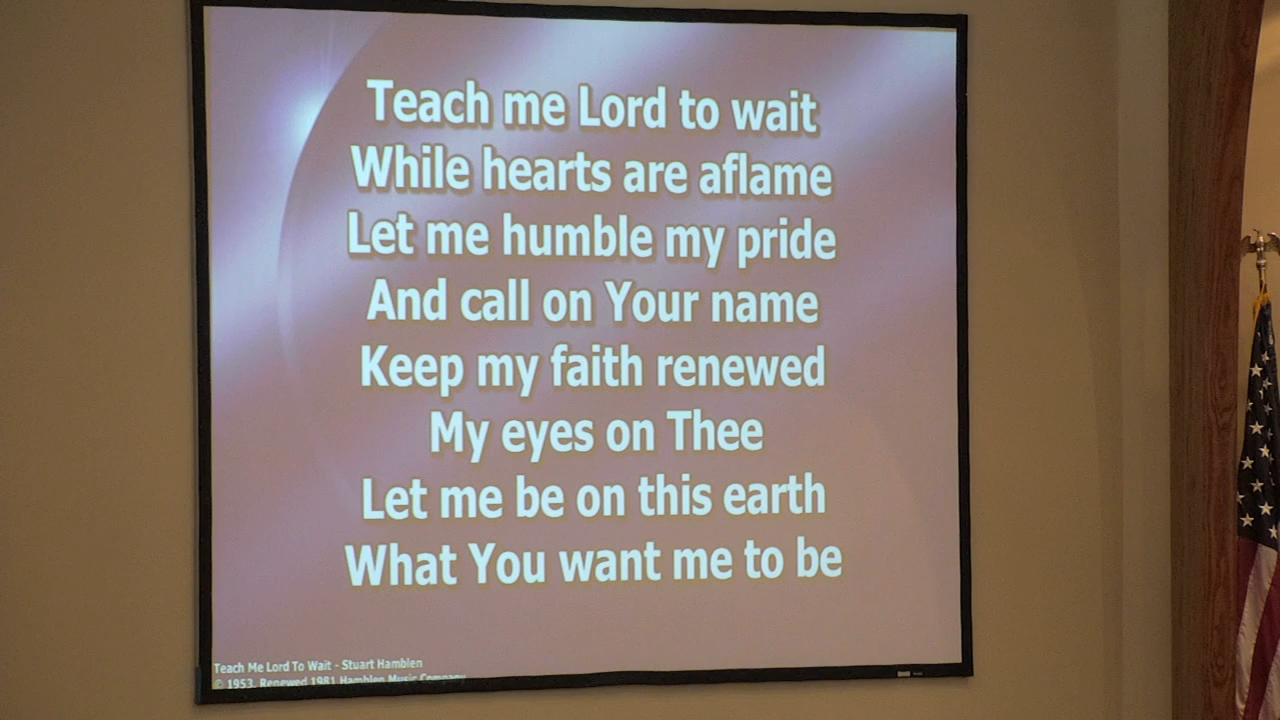 Teach me Lord to wait
While hearts are aflame
Let me humble my pride
And call on Your name
Keep my faith renewed
My eyes on Thee
Let me be on this earth
What You want me to be
Teach Me Lord To Wait - Stuart Hamblen
© 1953, Renewed 1981 Hamblen Music Company